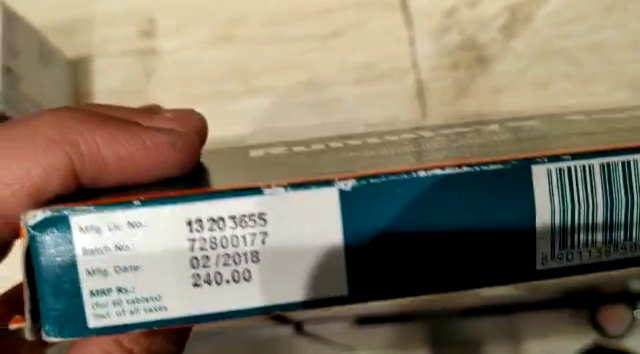 Mfg. Lic. No.: 13203655
Batch No.: 72800177
Mfg. Date: 02/2018
MRP Rs.: 240.00
(for 60 tablets)
Incl. of all taxes